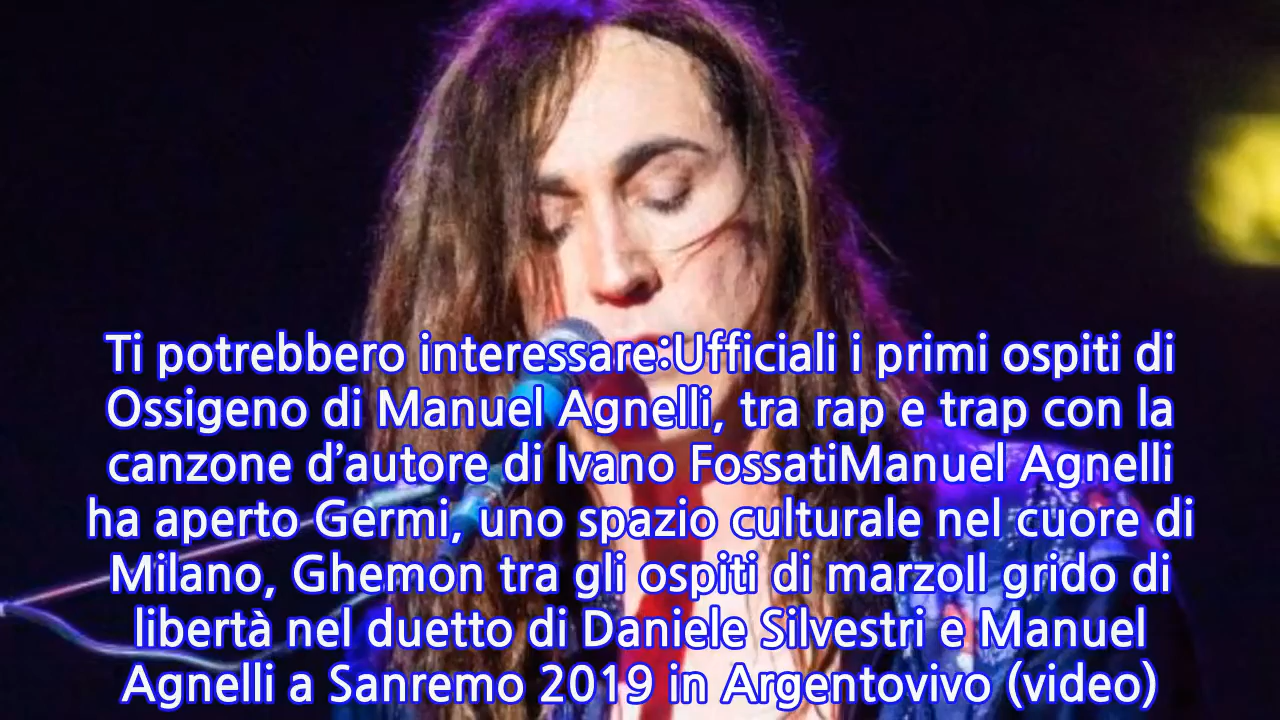 Ti potrebbero interessare:Ufficiali i primi ospiti di
Ossigeno di Manuel Agnelli, tra rap e trap con la
canzone d’autore di Ivano FossatiManuel Agnelli
ha aperto Germi, uno spazio culturale nel cuore di
Milano, Ghemon tra gli ospiti di marzoIl grido di
libertà nel duetto di Daniele Silvestri e Manuel
Agnelli a Sanremo 2019 in Argentovivo (video)